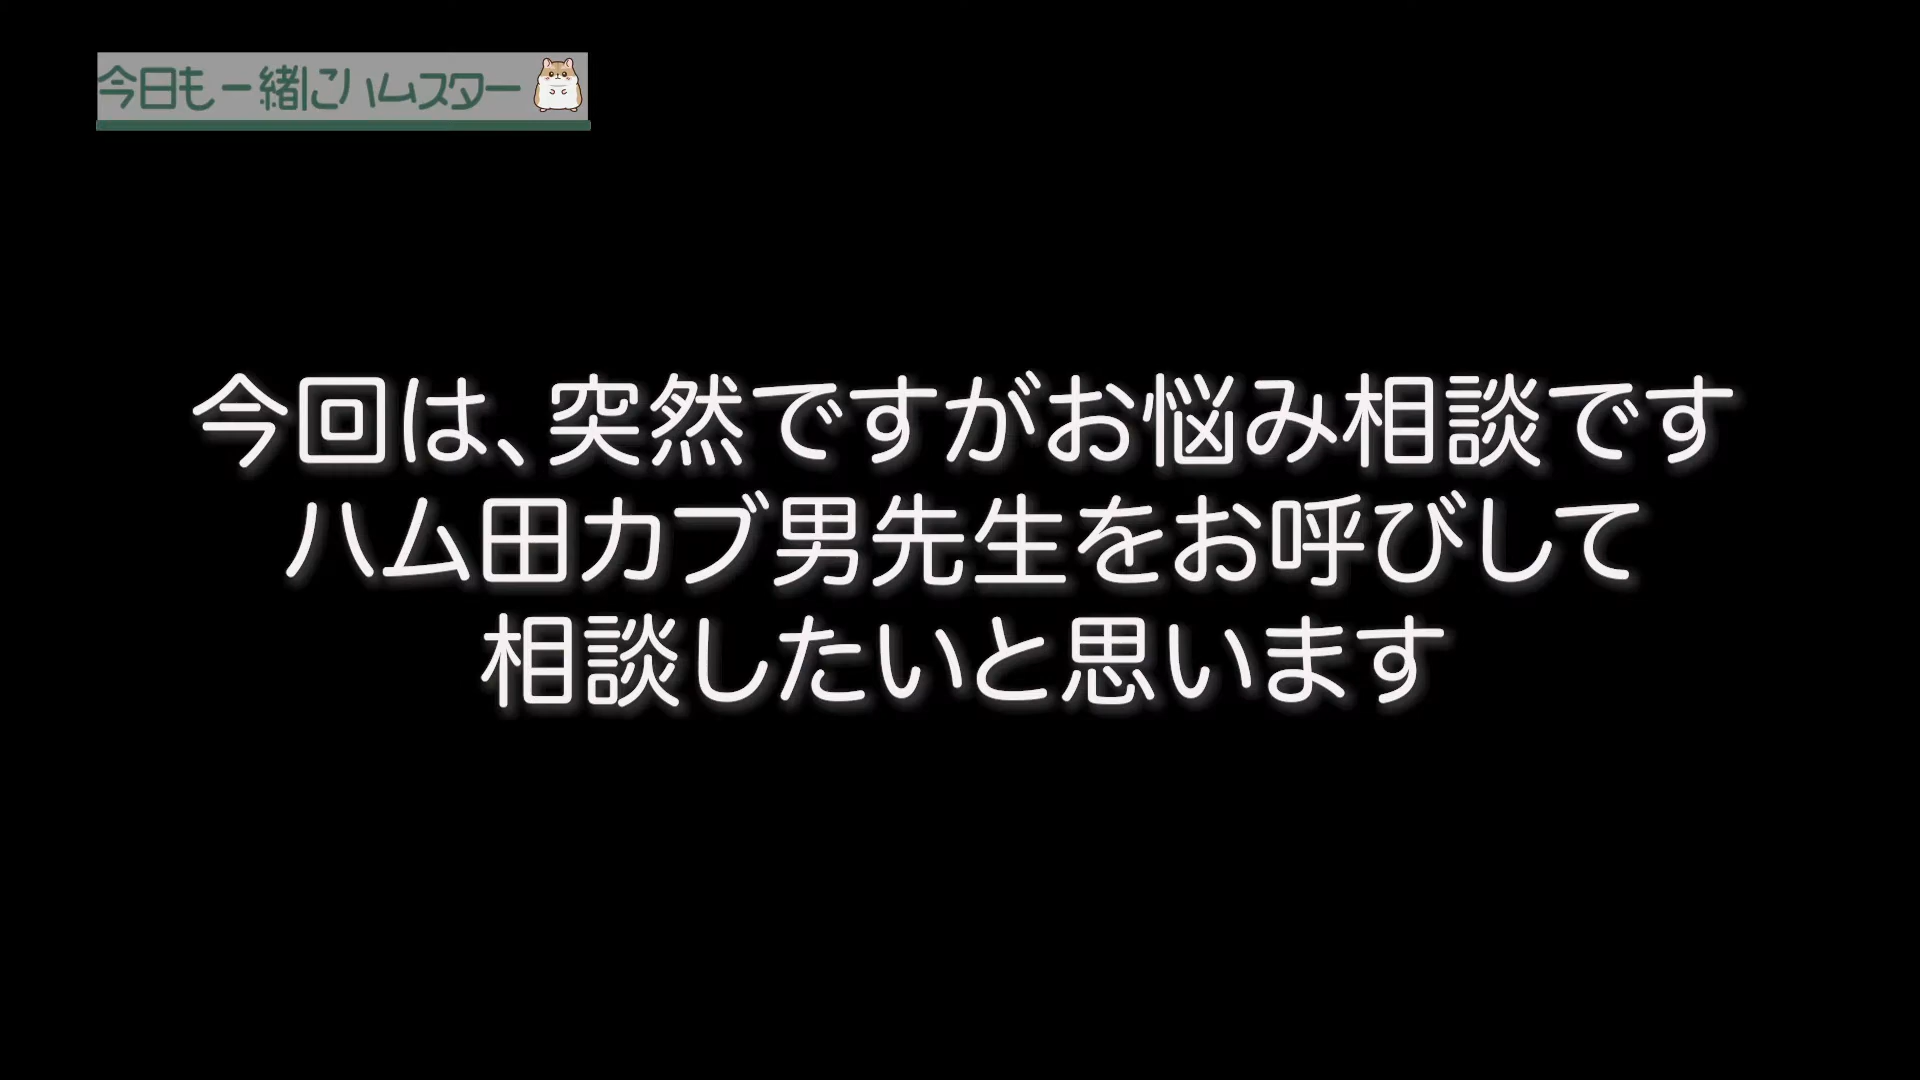 今日も一緒にハムスター
今回は、突然ですがお悩み相談です
ハム田カブ男先生をお呼びして
相談したいと思います